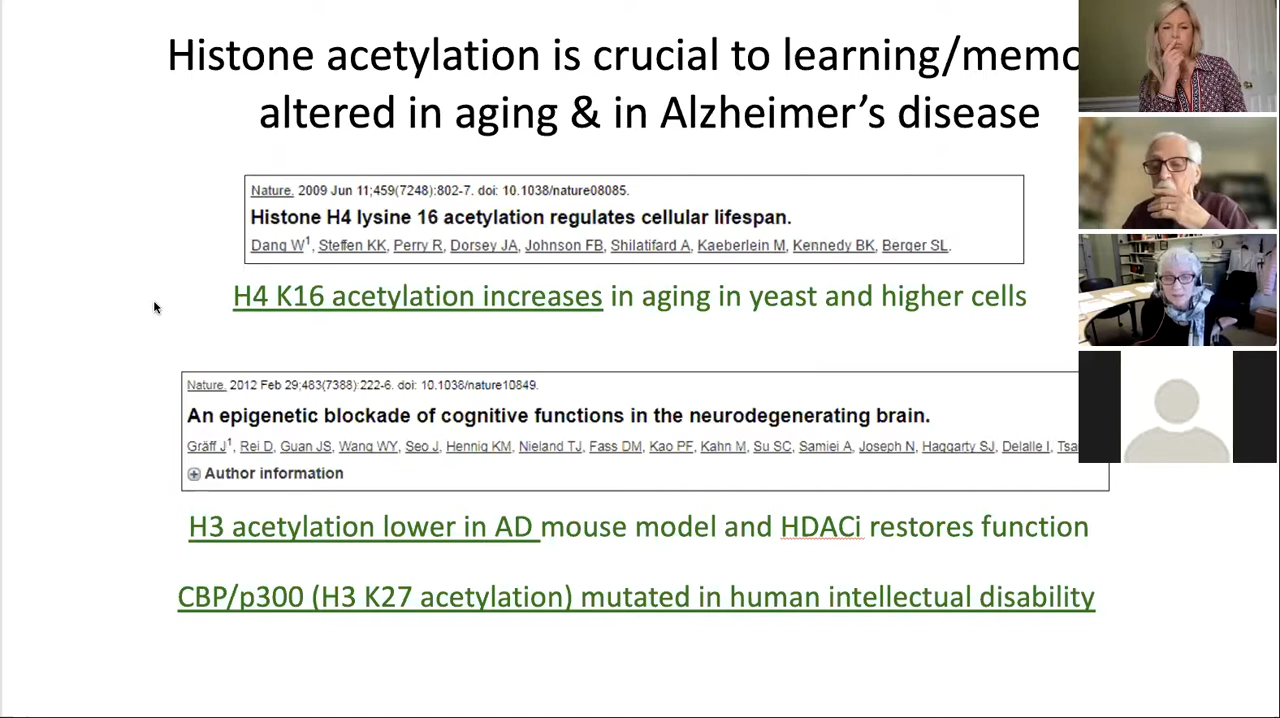 Histone acetylation is crucial to learning/memo
altered in aging & in Alzheimer’s disease
Nature. 2009 Jun 11;459(7248):802-7. doi: 10.1038/nature08085.
Histone H4 lysine 16 acetylation regulates cellular lifespan.
Dang W1, Steffen KK, Perry R, Dorsey JA, Johnson FB, Shilatifard A, Kaeberlein M, Kennedy BK, Berger SL.
H4 K16 acetylation increases in aging in yeast and higher cells
Nature. 2012 Feb 29;483(7388):222-6. doi: 10.1038/nature10849.
An epigenetic blockade of cognitive functions in the neurodegenerating brain.
Gräff J1, Rei D, Guan JS, Wang WY, Seo J, Hennig KM, Nieland TJ, Fass DM, Kao PF, Kahn M, Su SC, Samiei A, Joseph N, Haggarty SJ, Delalle I, Tsa
Author information
H3 acetylation lower in AD mouse model and HDACi restores function
CBP/p300 (H3 K27 acetylation) mutated in human intellectual disability